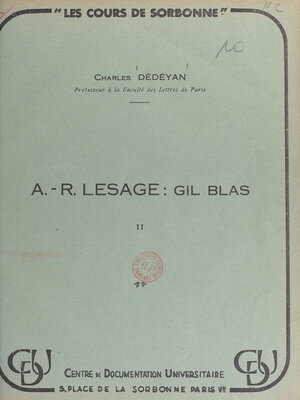 "LES COURS DE SORBONNE"
10
Charles DÉDÉYAN
Professeur à la Faculté des Lettres de Paris
A.-R. LESAGE : GIL BLAS
II
CDU
CDU
Centre de Documentation Universitaire
5, PLACE DE LA SORBONNE PARIS Ve